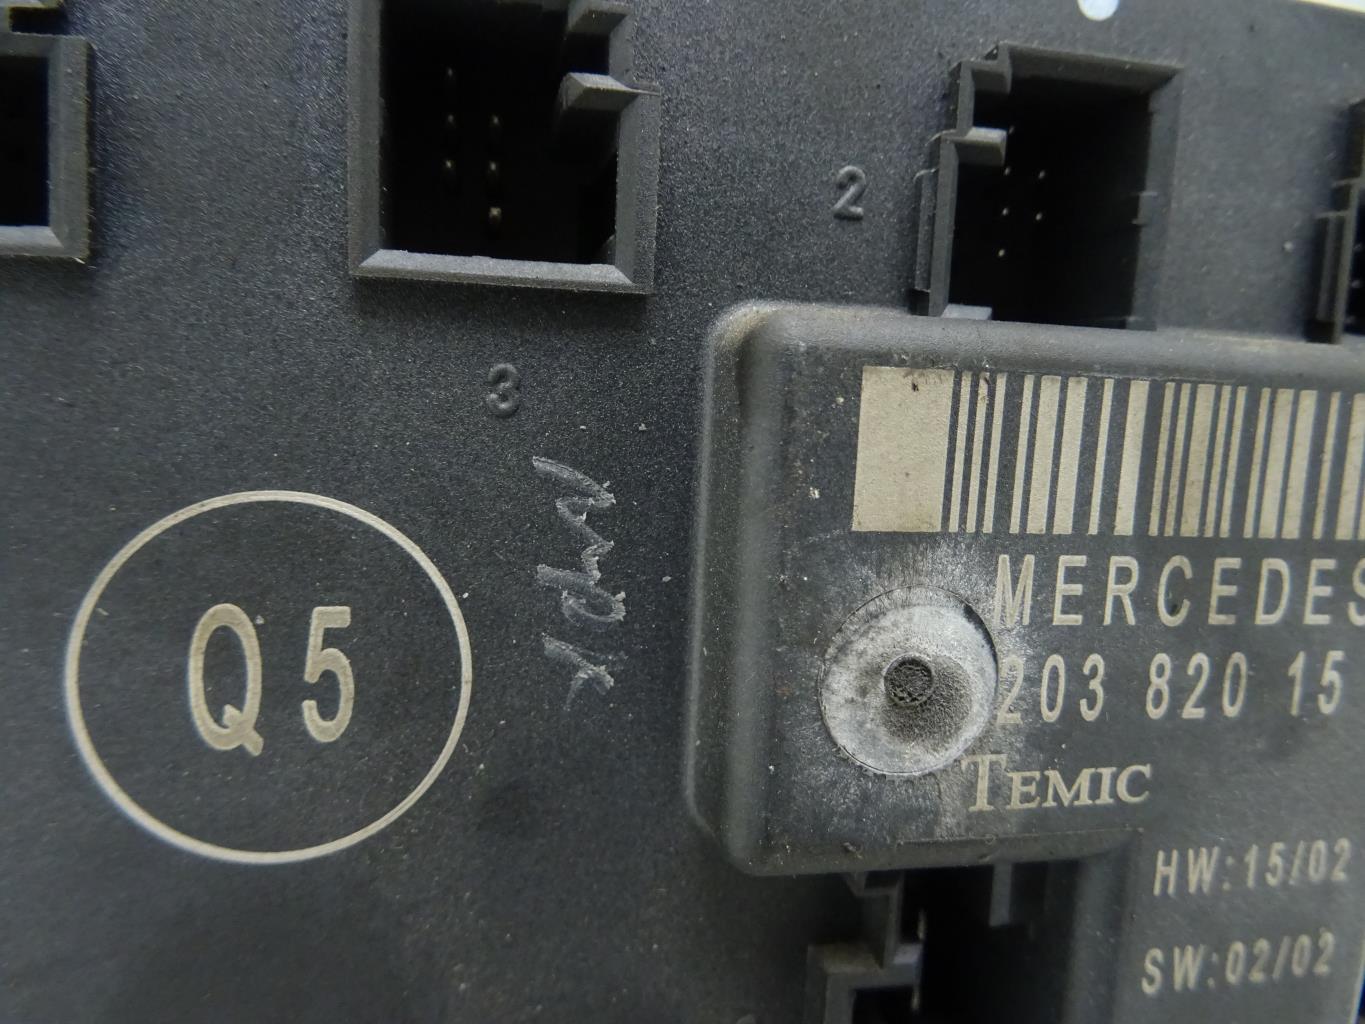 2
3
Q5
MERCEDES
203 820 15
TEMIC
HW:15/02
SW:02/02